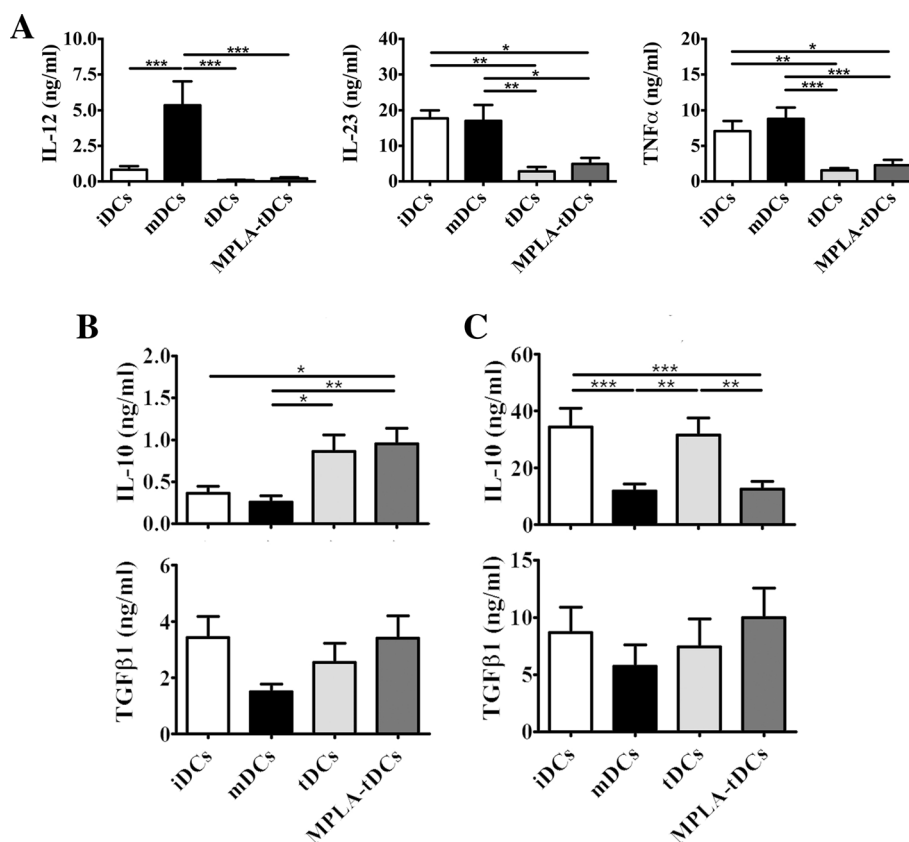 A
IL-12 (ng/ml)
10.0
7.5
5.0
2.5
0.0
***
***
***
iDCs
mDCs
tDCs
MPLA-tDCs
IL-23 (ng/ml)
40
30
20
10
0
*
**
*
**
iDCs
mDCs
tDCs
MPLA-tDCs
TNFα (ng/ml)
20
15
10
5
0
*
**
***
***
iDCs
mDCs
tDCs
MPLA-tDCs
B
IL-10 (ng/ml)
2.0
1.5
1.0
0.5
0.0
*
**
*
TGFβ1 (ng/ml)
6
4
2
0
iDCs
mDCs
tDCs
MPLA-tDCs
C
IL-10 (ng/ml)
60
40
20
0
***
***
**
**
TGFβ1 (ng/ml)
15
10
5
0
iDCs
mDCs
tDCs
MPLA-tDCs